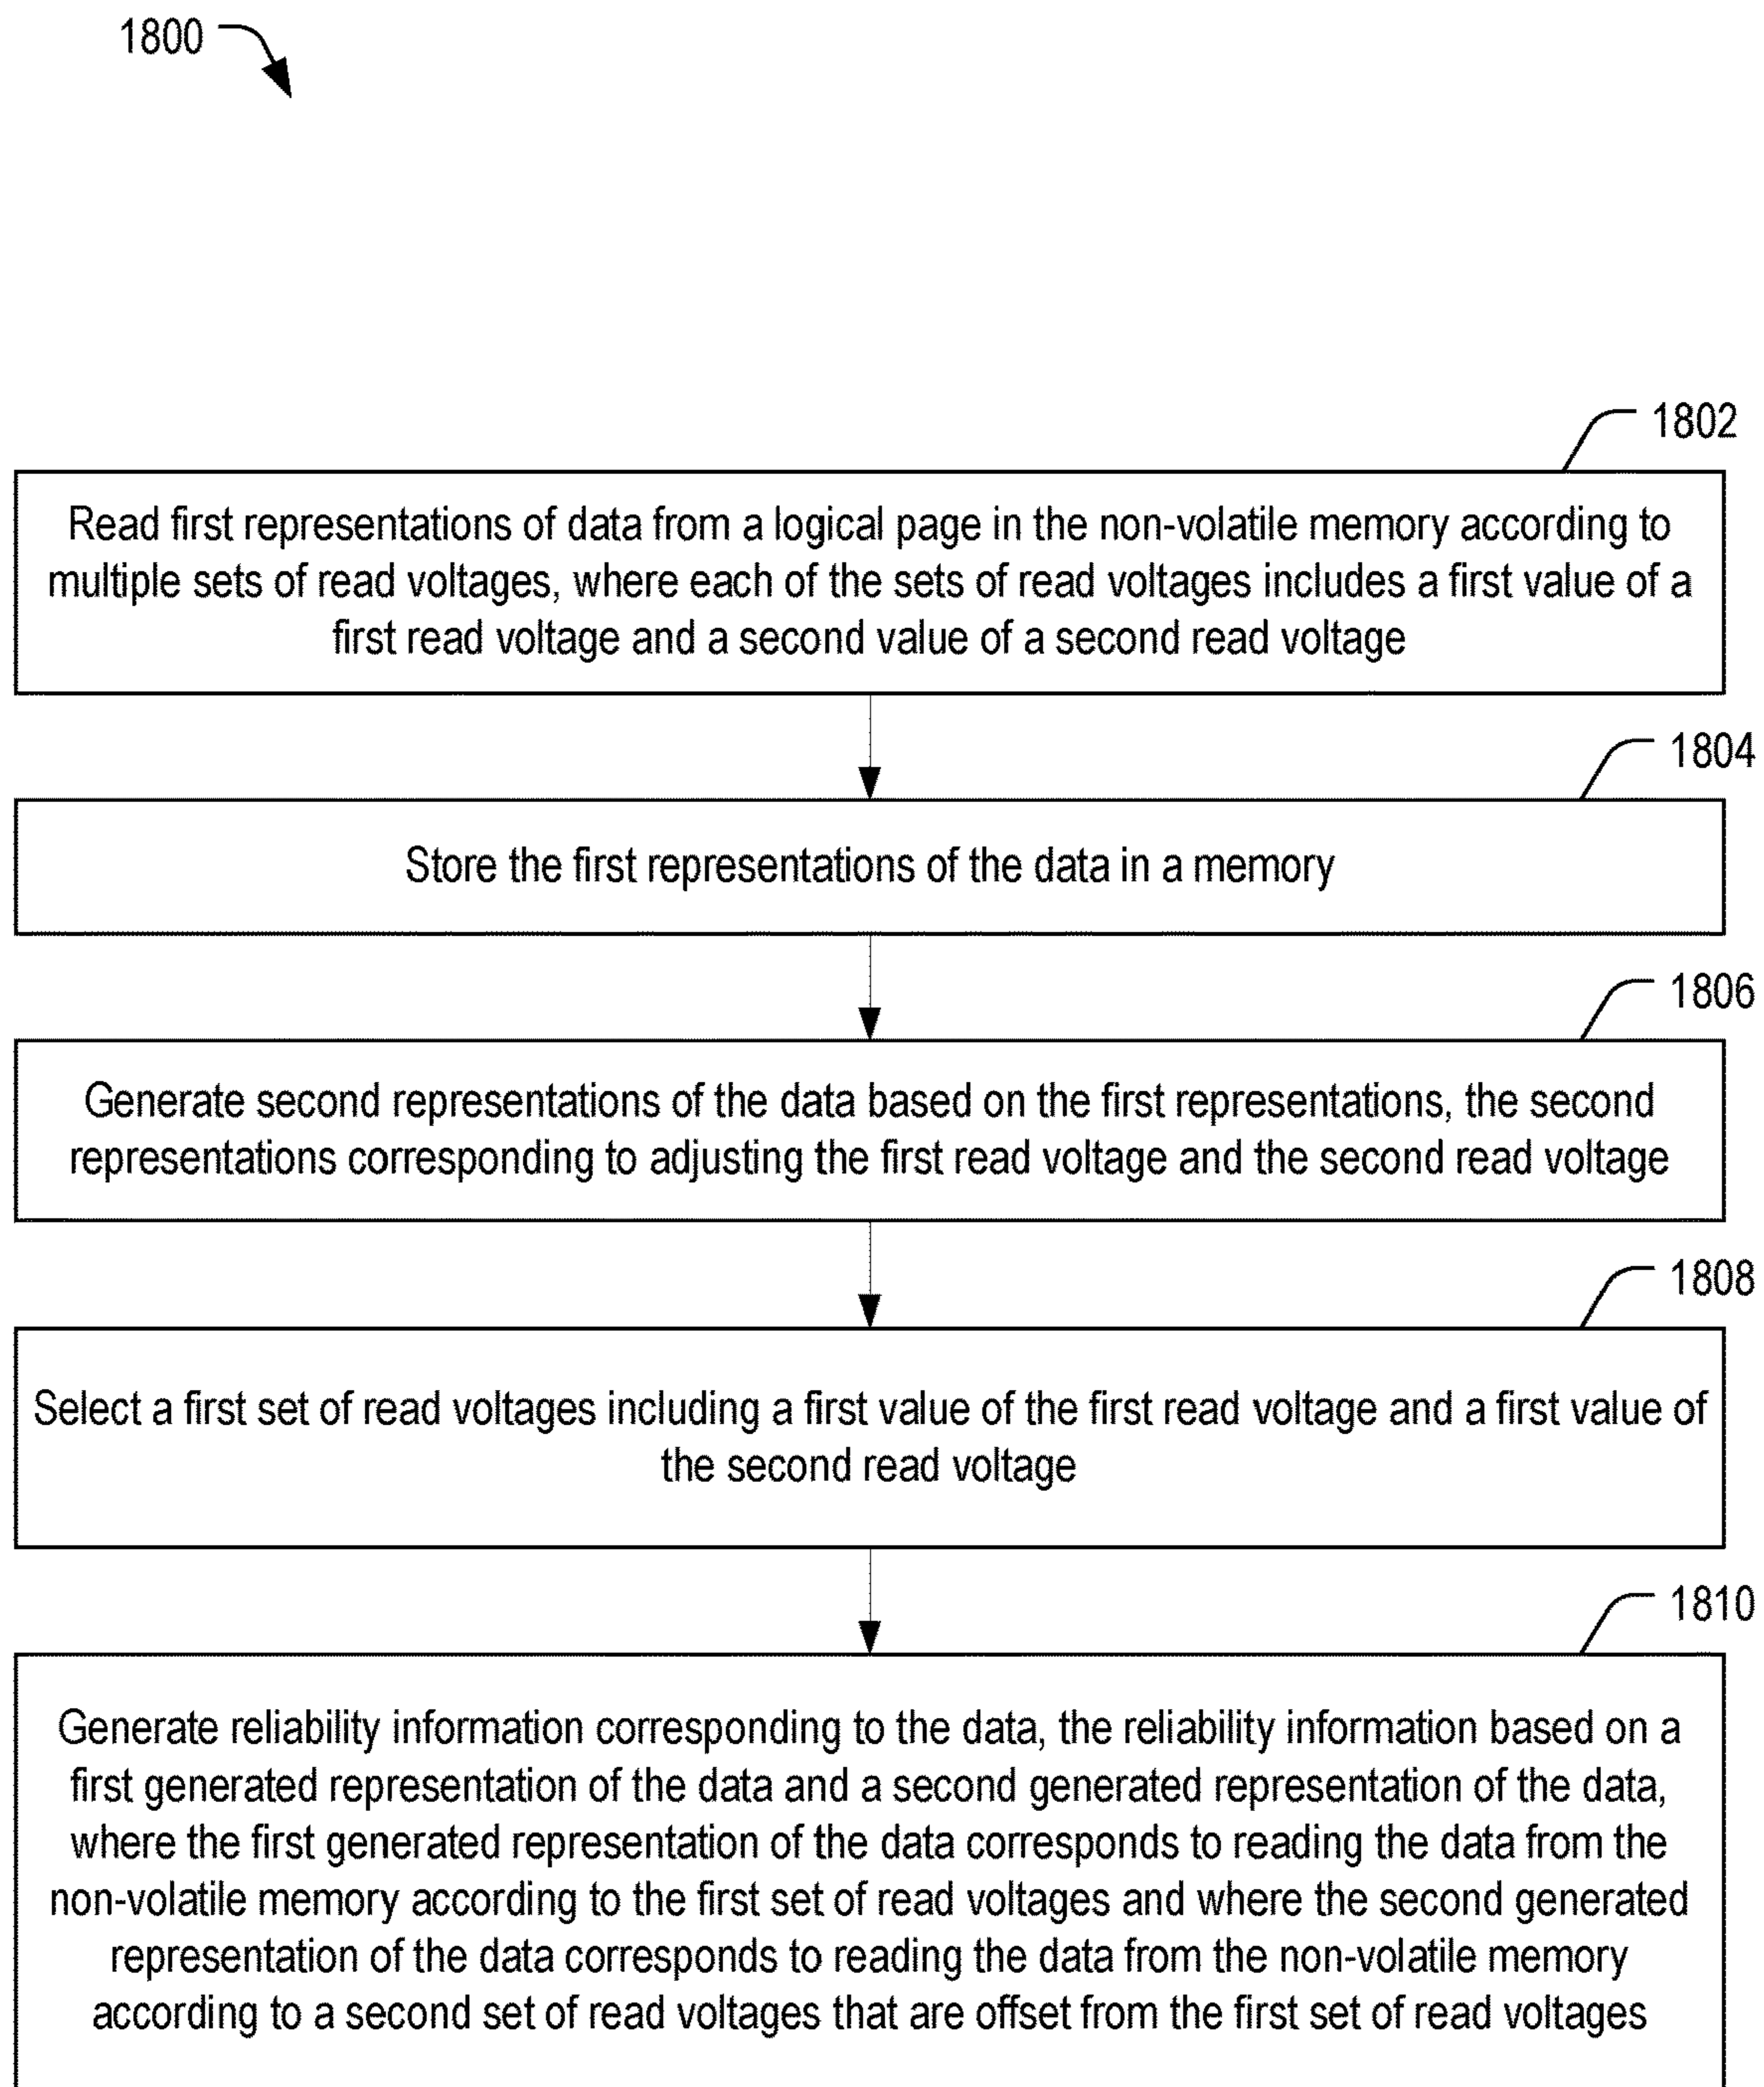 1800
1802
Read first representations of data from a logical page in the non-volatile memory according to
multiple sets of read voltages, where each of the sets of read voltages includes a first value of a
first read voltage and a second value of a second read voltage
1804
Store the first representations of the data in a memory
1806
Generate second representations of the data based on the first representations, the second
representations corresponding to adjusting the first read voltage and the second read voltage
1808
Select a first set of read voltages including a first value of the first read voltage and a first value of
the second read voltage
1810
Generate reliability information corresponding to the data, the reliability information based on a
first generated representation of the data and a second generated representation of the data,
where the first generated representation of the data corresponds to reading the data from the
non-volatile memory according to the first set of read voltages and where the second generated
representation of the data corresponds to reading the data from the non-volatile memory
according to a second set of read voltages that are offset from the first set of read voltages